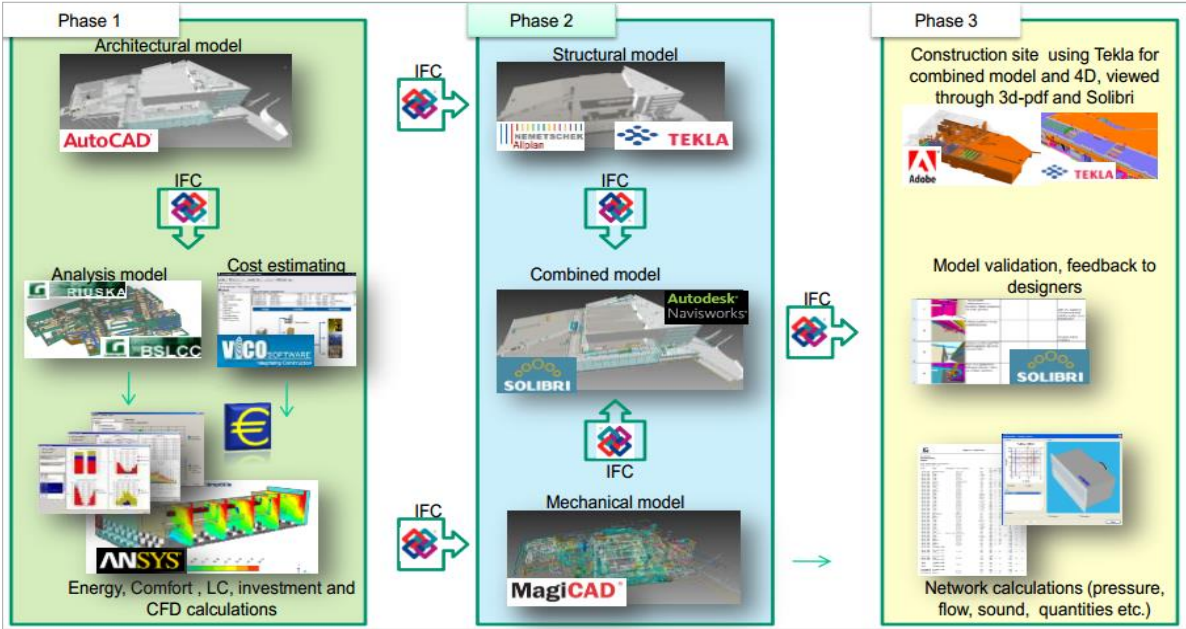 Phase 1
Architectural model
AutoCAD
IFC
IFC
Analysis model
RIUSKA
BSLCC
Cost estimating
VICO SOFTWARE
Integrating Construction
ANSYS
Energy, Comfort , LC, investment and
CFD calculations
IFC
Phase 2
Structural model
NEMETSCHEK
Allplan
TEKLA
IFC
Combined model
Autodesk
Navisworks
SOLIBRI
IFC
Mechanical model
MagiCAD
IFC
Phase 3
Construction site using Tekla for
combined model and 4D, viewed
through 3d-pdf and Solibri
Adobe
TEKLA
Model validation, feedback to
designers
SOLIBRI
Network calculations (pressure,
flow, sound, quantities etc.)